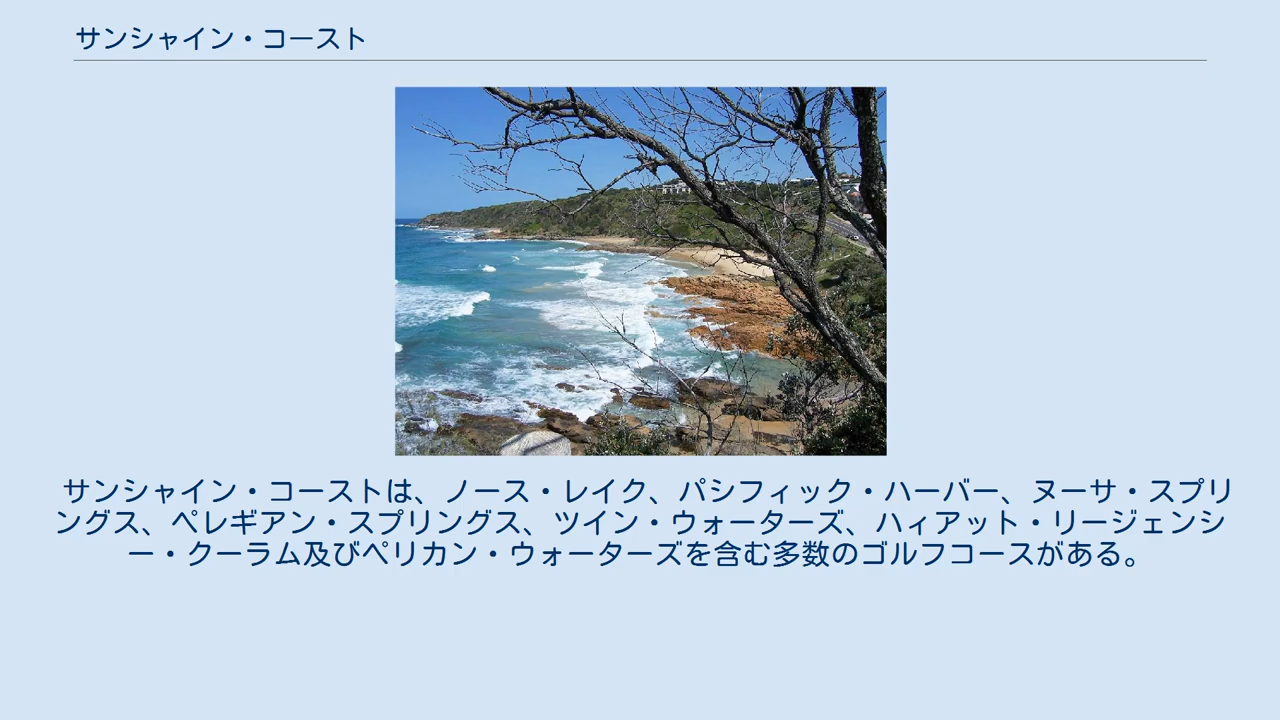 サンシャイン・コースト
サンシャイン・コーストは、ノース・レイク、パシフィック・ハーバー、ヌーサ・スプリ
ングス、ペレギアン・スプリングス、ツイン・ウォーターズ、ハィアット・リージェンシ
ー・クーラム及びペリカン・ウォーターズを含む多数のゴルフコースがある。